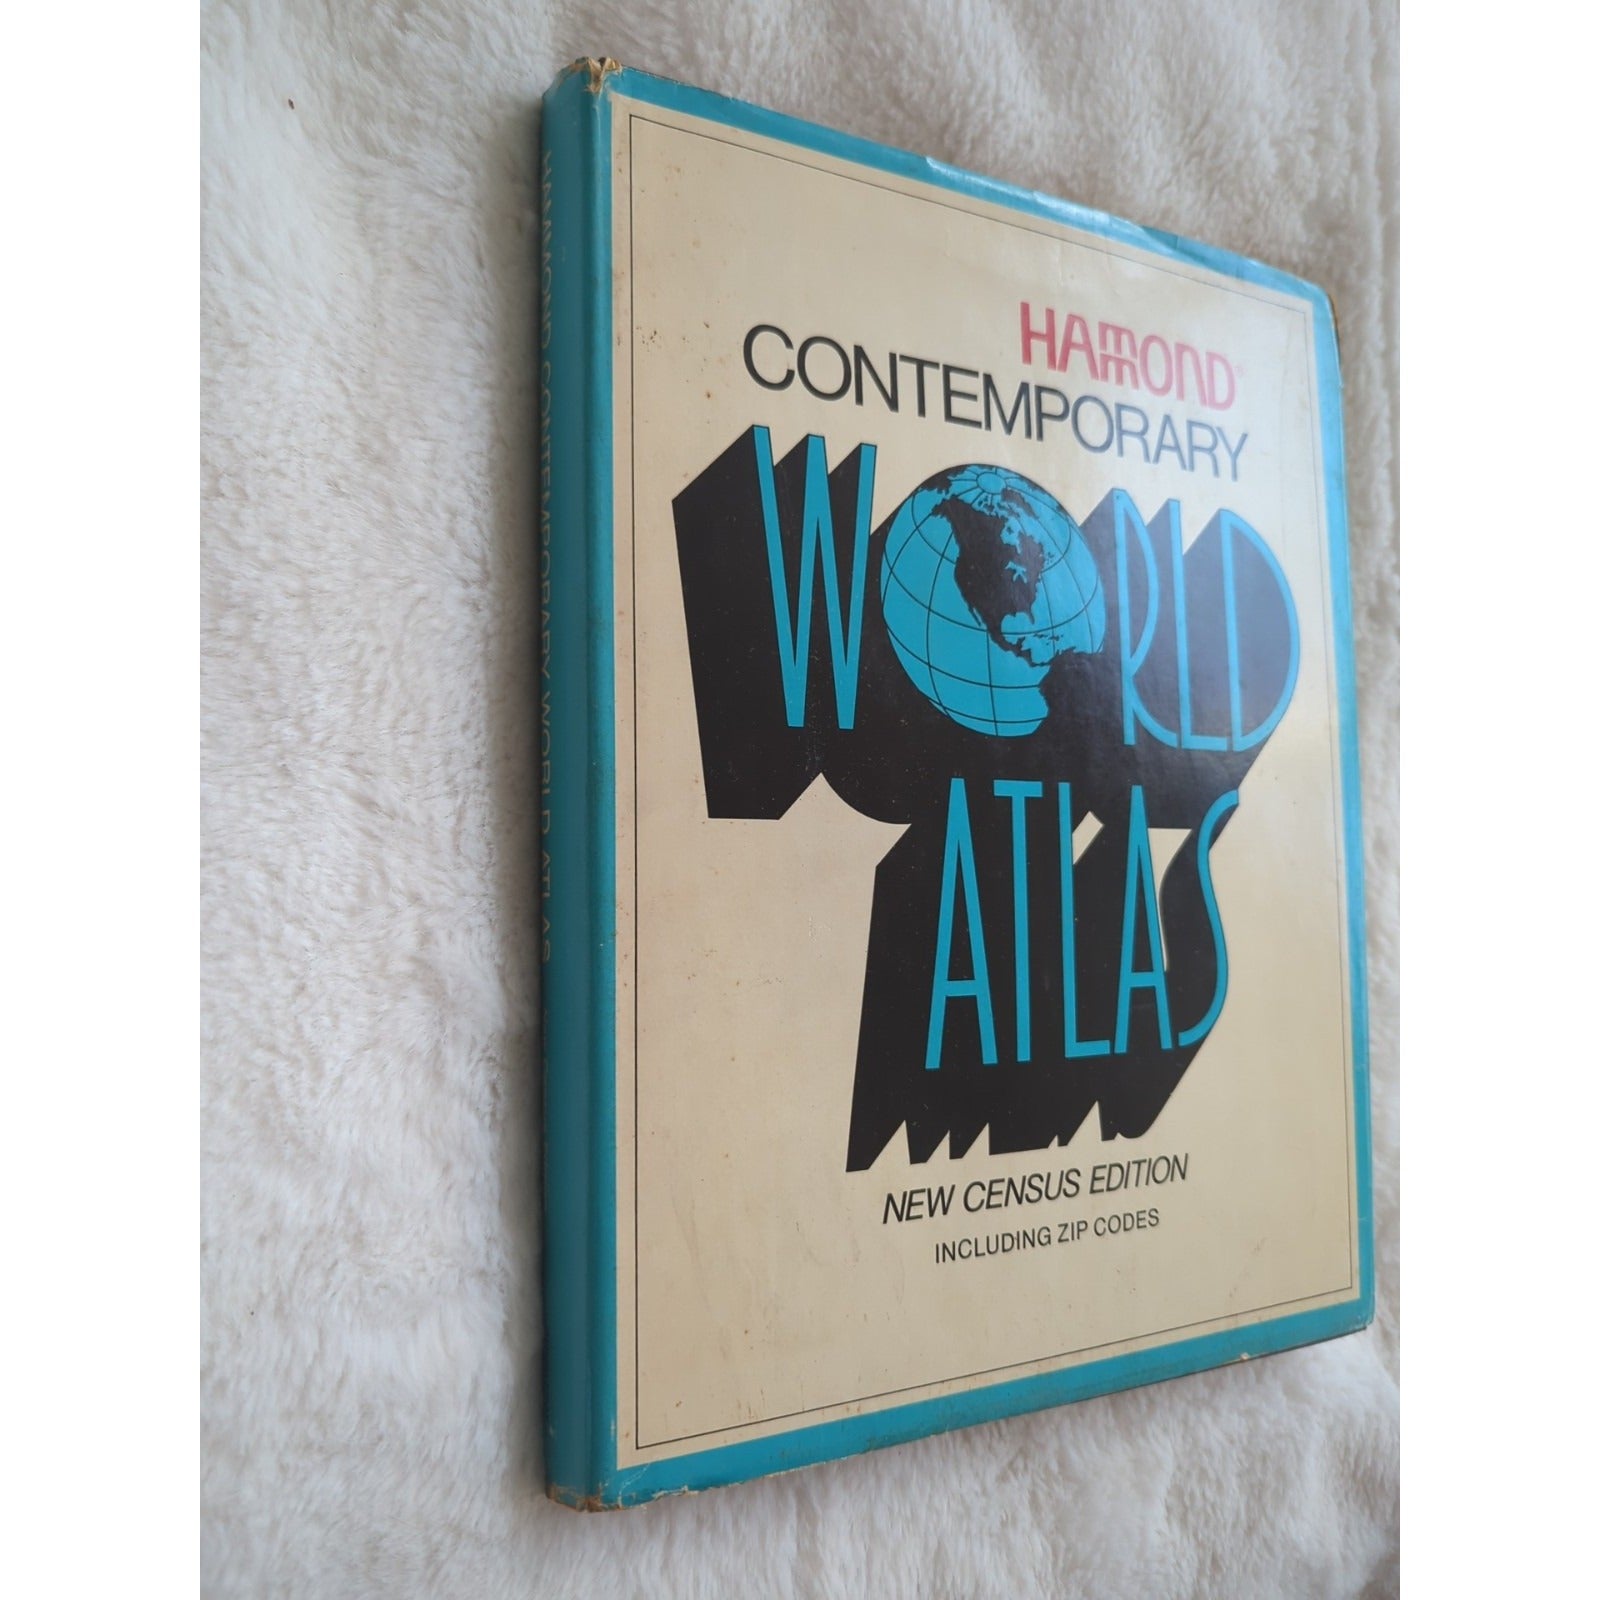 HAMMOND®
CONTEMPORARY
WORLD
ATLAS
NEW CENSUS EDITION
INCLUDING ZIP CODES
HAMMOND CONTEMPORARY WORLD ATLAS